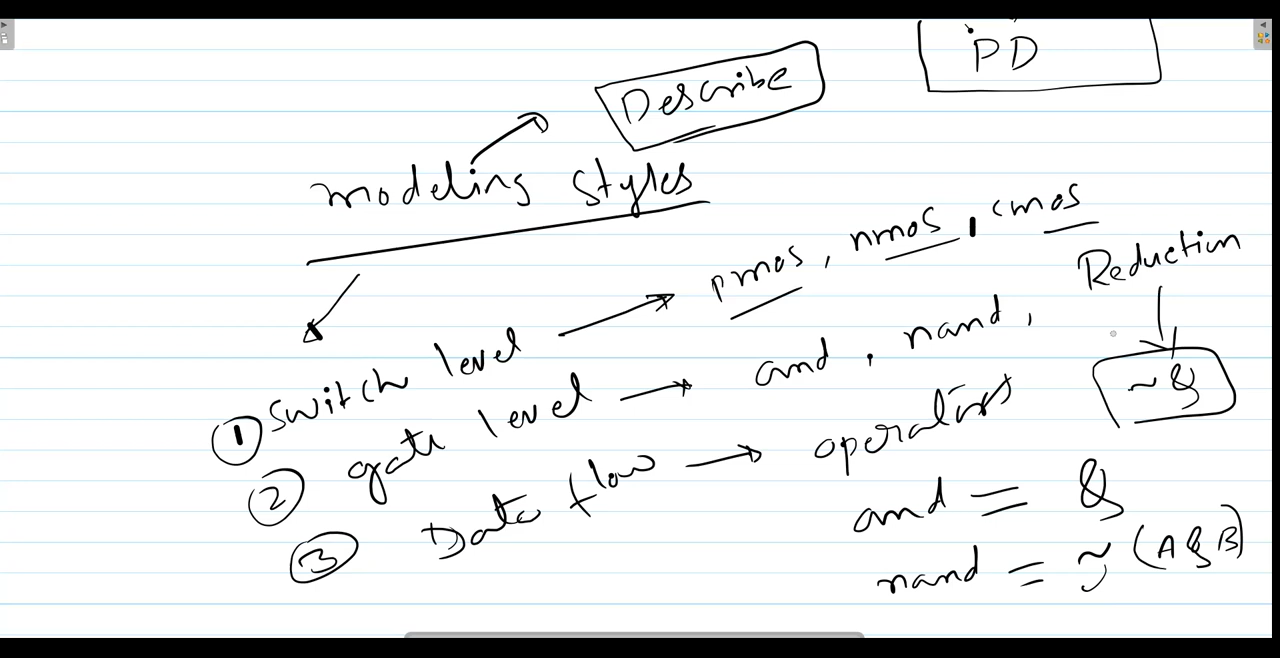 PD
Describe
modeling styles
① switch level → pmos, nmos, cmos
② gate level → and, nand,
Reduction
~&
③ Data flow → operators
and = &
nand = ~(A & B)